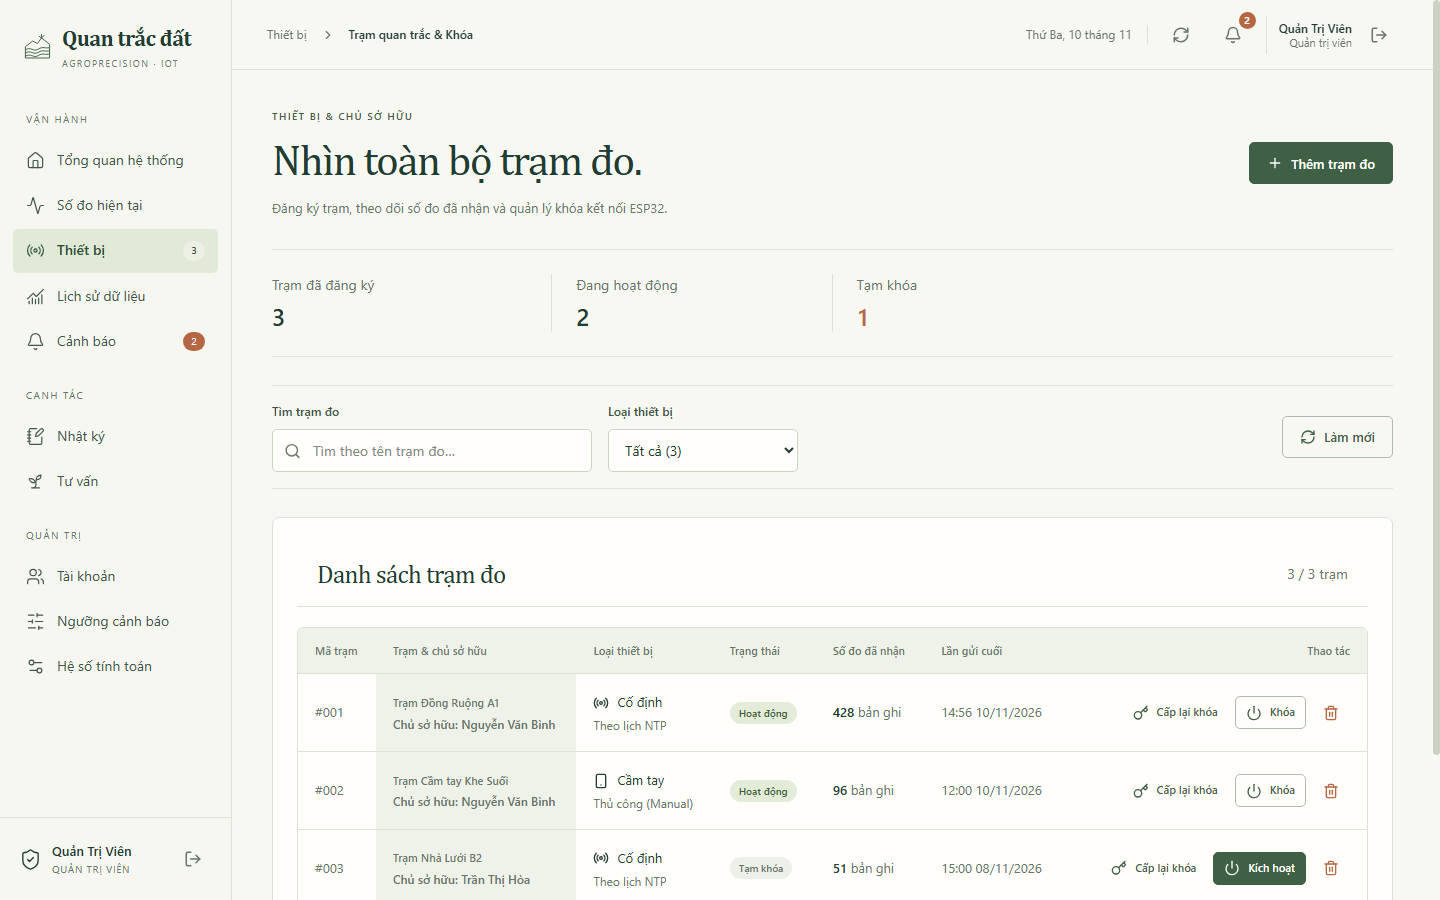 Quan trắc đất
AGROPRECISION · IOT
VẬN HÀNH
Tổng quan hệ thống
Số đo hiện tại
Thiết bị 3
Lịch sử dữ liệu
Cảnh báo 2
CANH TÁC
Nhật ký
Tư vấn
QUẢN TRỊ
Tài khoản
Ngưỡng cảnh báo
Hệ số tính toán
Quản Trị Viên
QUẢN TRỊ VIÊN
Thiết bị > Trạm quan trắc & Khóa
Thứ Ba, 10 tháng 11
2
Quản Trị Viên
Quản trị viên
THIẾT BỊ & CHỦ SỞ HỮU
Nhìn toàn bộ trạm đo.
Đăng ký trạm, theo dõi số đo đã nhận và quản lý khóa kết nối ESP32.
+ Thêm trạm đo
Trạm đã đăng ký
3
Đang hoạt động
2
Tạm khóa
1
Tìm trạm đo
Tìm theo tên trạm đo...
Loại thiết bị
Tất cả (3)
Làm mới
Danh sách trạm đo
3 / 3 trạm
Mã trạm Trạm & chủ sở hữu Loại thiết bị Trạng thái Số đo đã nhận Lần gửi cuối Thao tác
#001
Trạm Đồng Ruộng A1
Chủ sở hữu: Nguyễn Văn Bình
Cố định
Theo lịch NTP
Hoạt động
428 bản ghi
14:56 10/11/2026
Cấp lại khóa
Khóa
#002
Trạm Cầm tay Khe Suối
Chủ sở hữu: Nguyễn Văn Bình
Cầm tay
Thủ công (Manual)
Hoạt động
96 bản ghi
12:00 10/11/2026
Cấp lại khóa
Khóa
#003
Trạm Nhà Lưới B2
Chủ sở hữu: Trần Thị Hòa
Cố định
Theo lịch NTP
Tạm khóa
51 bản ghi
15:00 08/11/2026
Cấp lại khóa
Kích hoạt